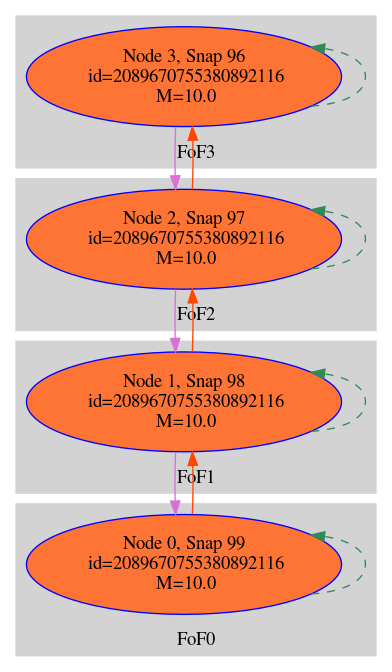 Node 3, Snap 96
id=2089670755380892116
M=10.0
FoF3
Node 2, Snap 97
id=2089670755380892116
M=10.0
FoF2
Node 1, Snap 98
id=2089670755380892116
M=10.0
FoF1
Node 0, Snap 99
id=2089670755380892116
M=10.0
FoF0